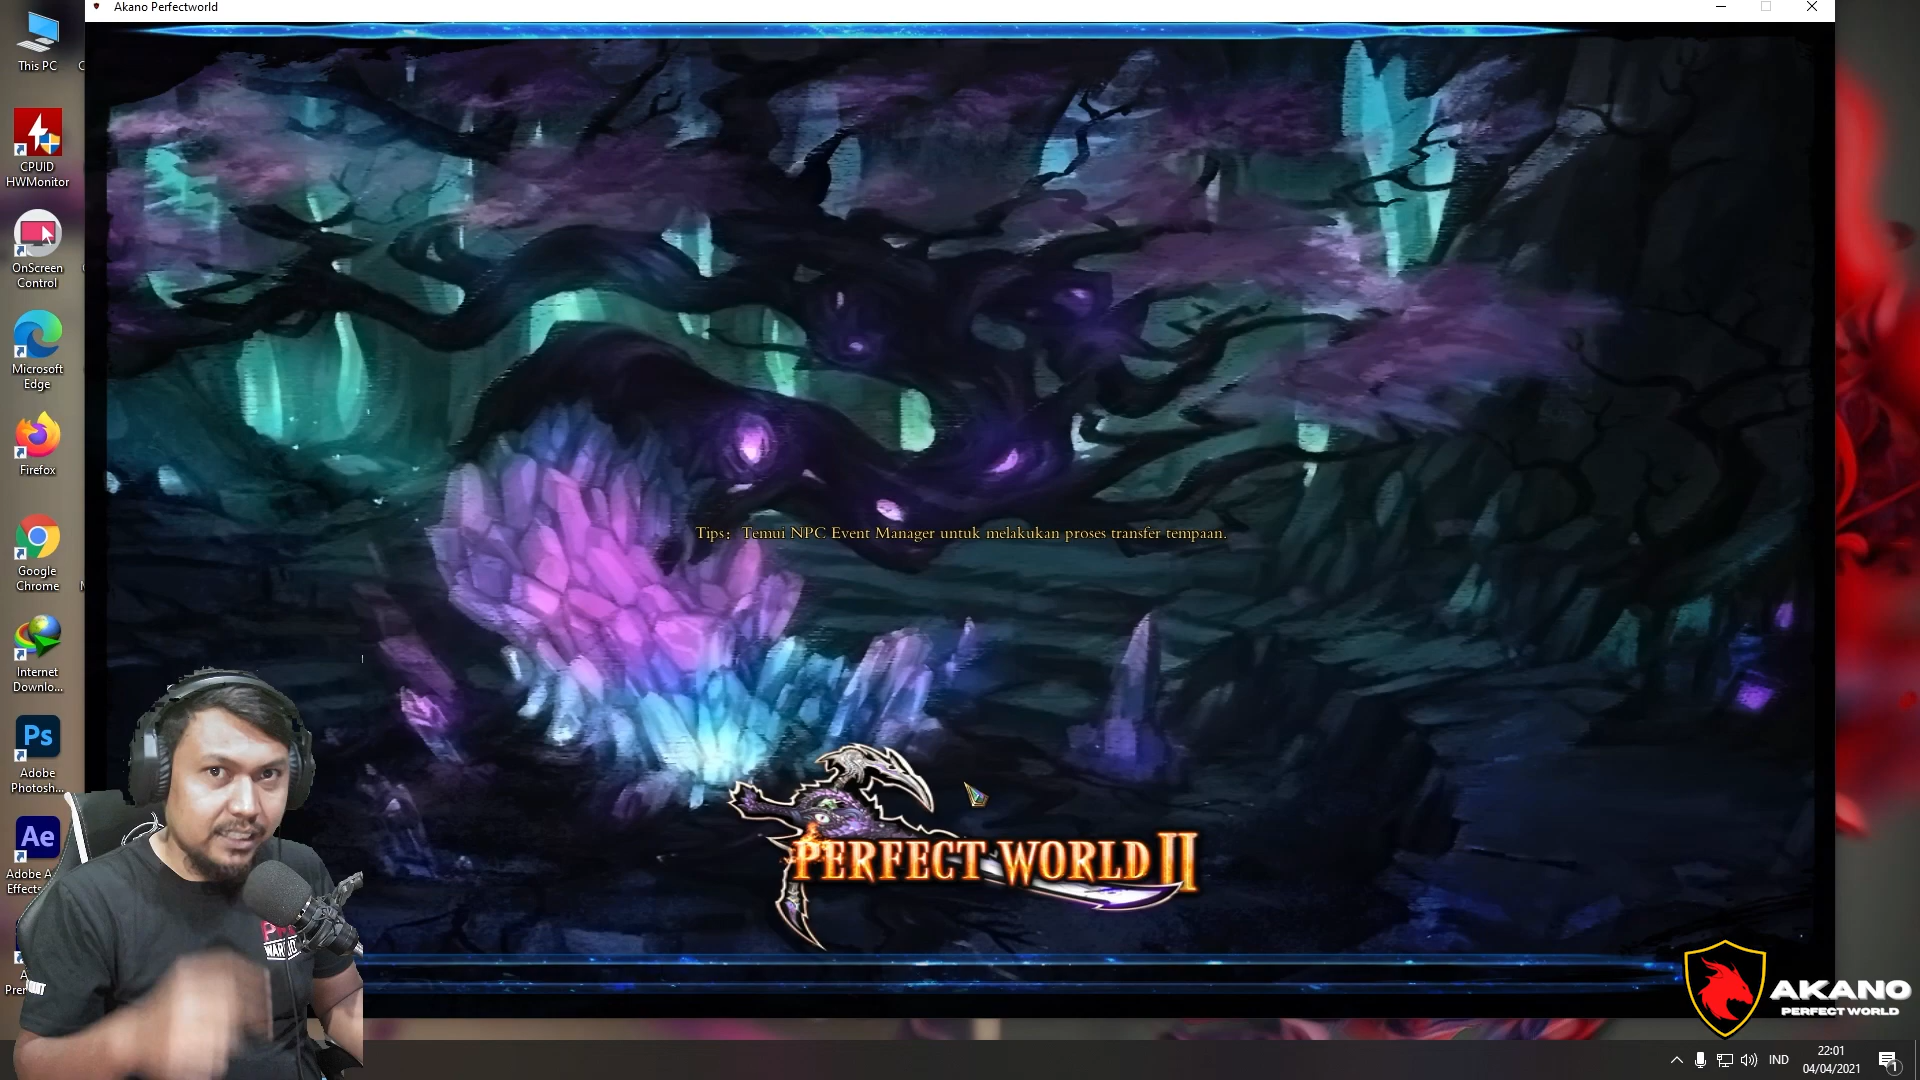 Akano Perfectworld
This PC
CPUID
HWMonitor
OnScreen
Control
Microsoft
Edge
Firefox
Google
Chrome
Internet
Downlo...
Ps
Adobe
Photosh...
Ae
Adobe A
Effects
Tips: Temui NPC Event Manager untuk melakukan proses transfer tempaan.
PERFECT WORLD II
AKANO
PERFECT WORLD
IND
22:01
04/04/2021
1